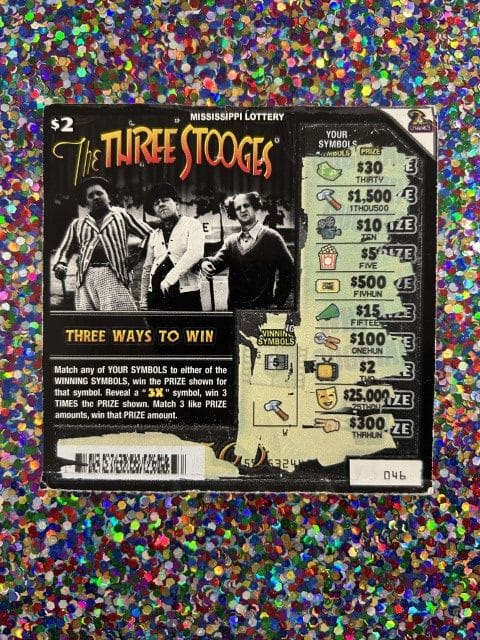 MISSISSIPPI LOTTERY
$2
The THREE STOOGES
THREE WAYS TO WIN
Match any of YOUR SYMBOLS to either of the
WINNING SYMBOLS, win the PRIZE shown for
that symbol. Reveal a "3X" symbol, win 3
TIMES the PRIZE shown. Match 3 like PRIZE
amounts, win that PRIZE amount.
YOUR
SYMBOLS
PRIZE
$30
THIRTY
$1,500
1THOU500
$10
$5
FIVE
ONE
$500
FIVHUN
$15
FIFTEE
$100
ONEHUN
$2
$25,000
$300
THRHUN
WINNING
SYMBOLS
046